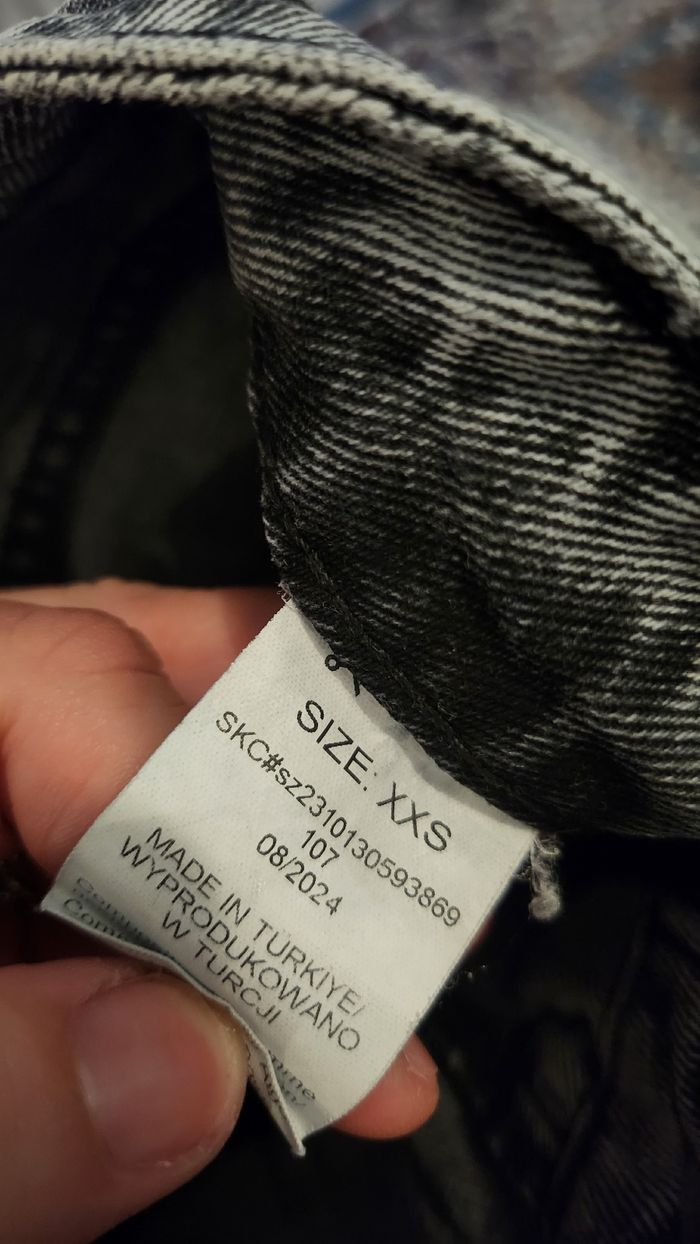 SIZE: XXS
SKC#sz2310130593869
107
08/2024
MADE IN TÜRKIYE/
WYPRODUKOWANO
W TURCJI